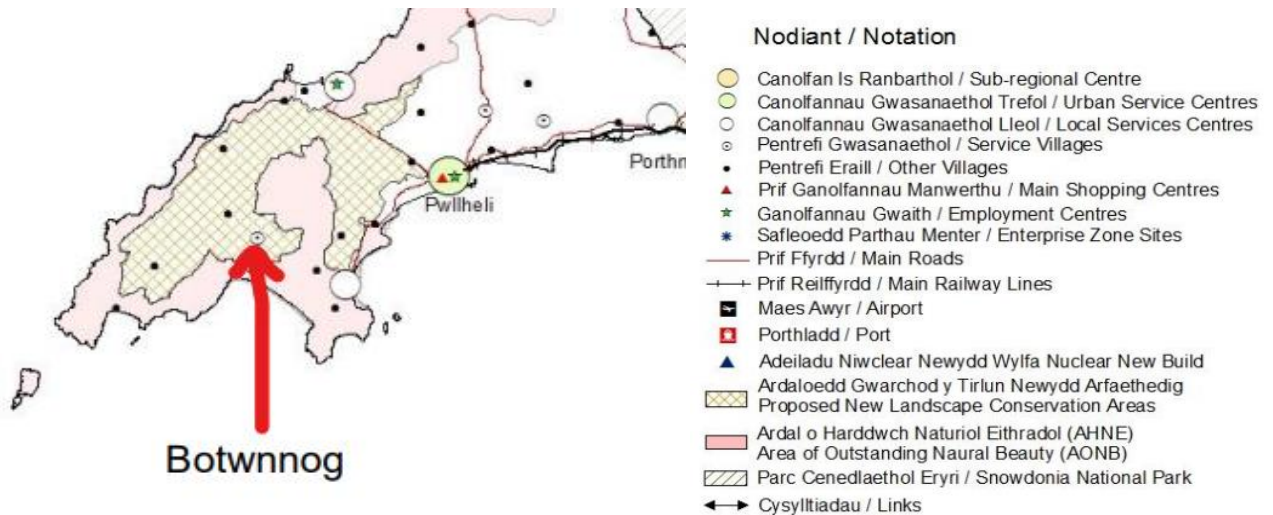 Pwllheli
Porthm
Botwnnog
Nodiant / Notation
Canolfan Is Ranbarthol / Sub-regional Centre
Canolfannau Gwasanaethol Trefol / Urban Service Centres
Canolfannau Gwasanaethol Lleol / Local Services Centres
Pentrefi Gwasanaethol / Service Villages
Pentrefi Eraill / Other Villages
Prif Ganolfannau Manwerthu / Main Shopping Centres
Ganolfannau Gwaith / Employment Centres
Safleoedd Parthau Menter / Enterprize Zone Sites
Prif Ffyrdd / Main Roads
Prif Reilffyrdd / Main Railway Lines
Maes Awyr / Airport
Porthladd / Port
Adeiladu Niwclear Newydd Wylfa Nuclear New Build
Ardaloedd Gwarchod y Tirlun Newydd Arfaethedig
Proposed New Landscape Conservation Areas
Ardal o Harddwch Naturiol Eithradol (AHNE)
Area of Outstanding Naural Beauty (AONB)
Parc Cenedlaethol Eryri / Snowdonia National Park
Cysylltiadau / Links